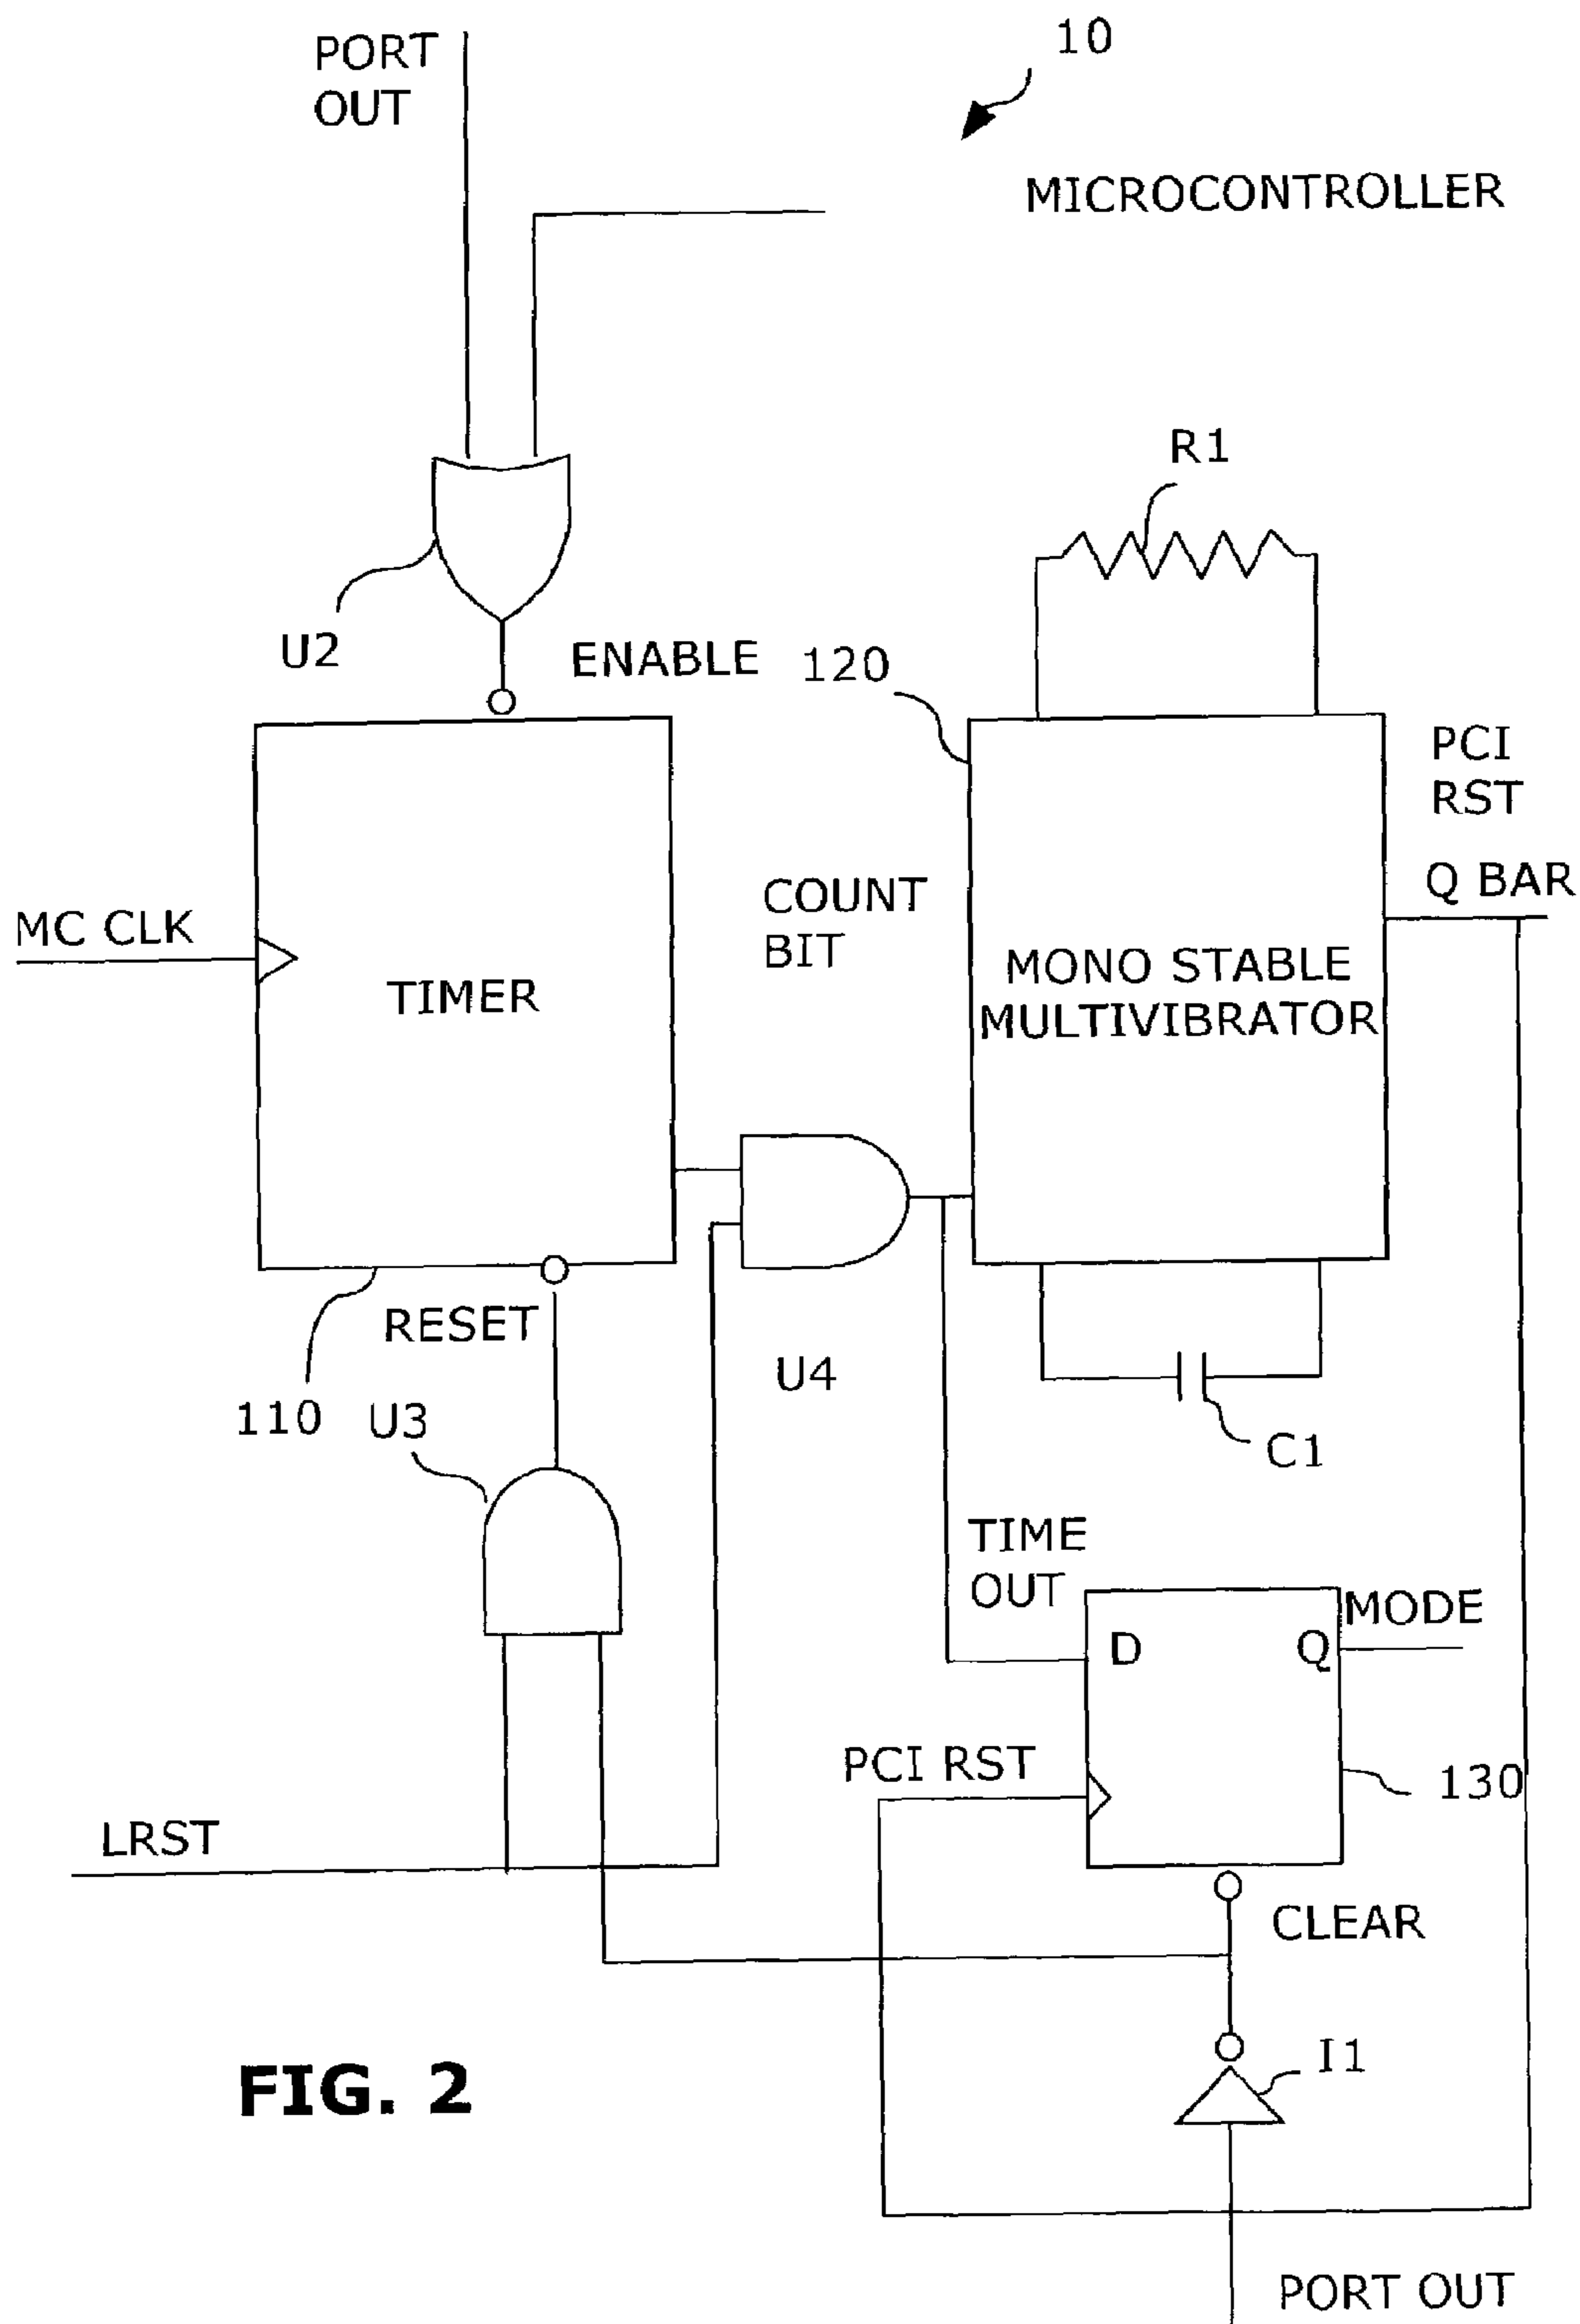 10
PORT
OUT
MICROCONTROLLER
R1
U2
ENABLE
120
PCI
RST
Q BAR
COUNT
BIT
MC CLK
TIMER
MONO STABLE
MULTIVIBRATOR
RESET
U4
110
U3
C1
TIME
OUT
MODE
D
Q
PCI RST
130
LRST
CLEAR
I1
FIG. 2
PORT OUT